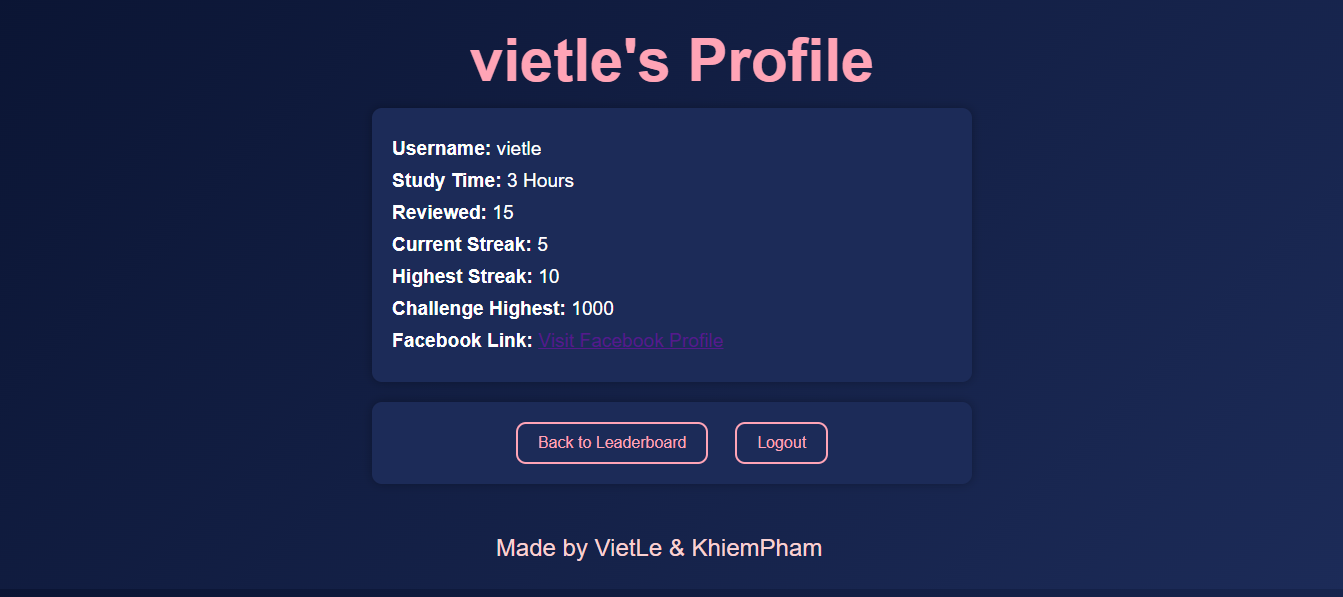 vietle's Profile
Username: vietle
Study Time: 3 Hours
Reviewed: 15
Current Streak: 5
Highest Streak: 10
Challenge Highest: 1000
Facebook Link: Visit Facebook Profile
Back to Leaderboard
Logout
Made by VietLe & KhiemPham